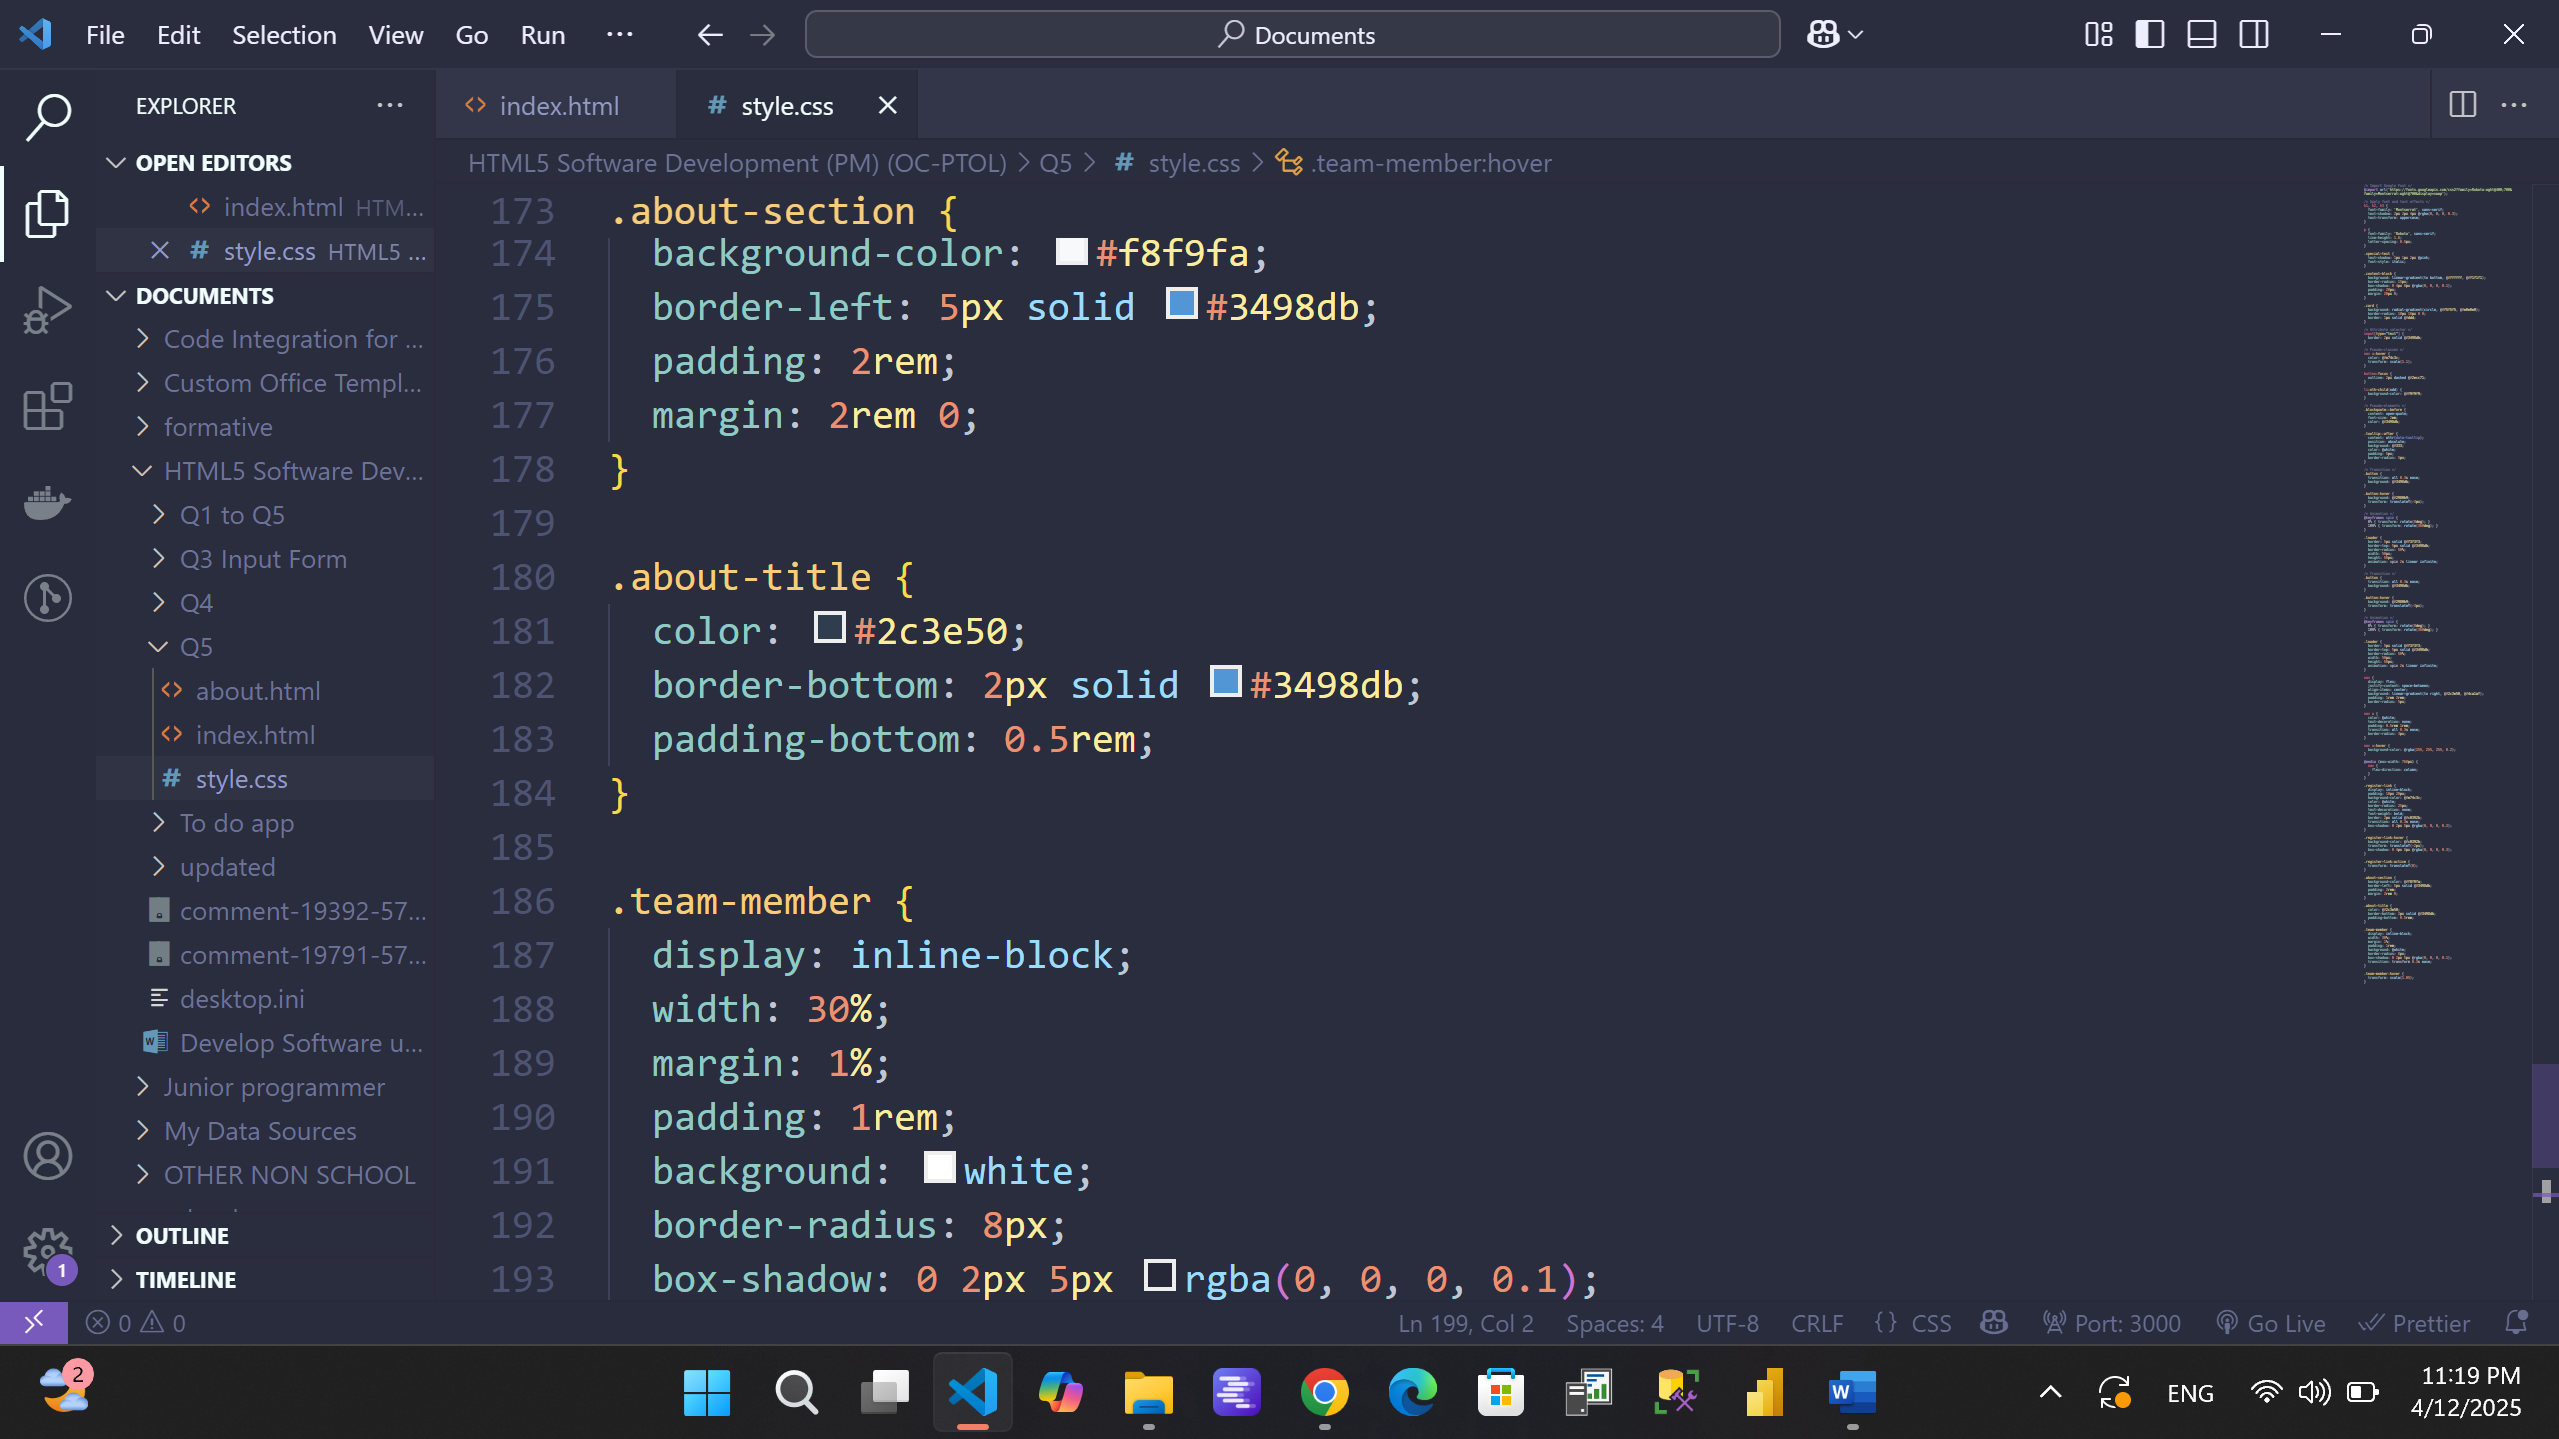 File Edit Selection View Go Run ... Documents
EXPLORER ...
OPEN EDITORS
index.html HTM...
style.css HTML5 ...
DOCUMENTS
Code Integration for ...
Custom Office Templ...
formative
HTML5 Software Dev...
Q1 to Q5
Q3 Input Form
Q4
Q5
about.html
index.html
style.css
To do app
updated
comment-19392-57...
comment-19791-57...
desktop.ini
Develop Software u...
Junior programmer
My Data Sources
OTHER NON SCHOOL
OUTLINE
TIMELINE
1
index.html
style.css
HTML5 Software Development (PM) (OC-PTOL) > Q5 > # style.css > .team-member:hover
173 .about-section {
174 background-color: #f8f9fa;
175 border-left: 5px solid #3498db;
176 padding: 2rem;
177 margin: 2rem 0;
178 }
179
180 .about-title {
181 color: #2c3e50;
182 border-bottom: 2px solid #3498db;
183 padding-bottom: 0.5rem;
184 }
185
186 .team-member {
187 display: inline-block;
188 width: 30%;
189 margin: 1%;
190 padding: 1rem;
191 background: white;
192 border-radius: 8px;
193 box-shadow: 0 2px 5px rgba(0, 0, 0, 0.1);
0 0 Ln 199, Col 2 Spaces: 4 UTF-8 CRLF {} CSS Port: 3000 Go Live Prettier
2
ENG
11:19 PM
4/12/2025